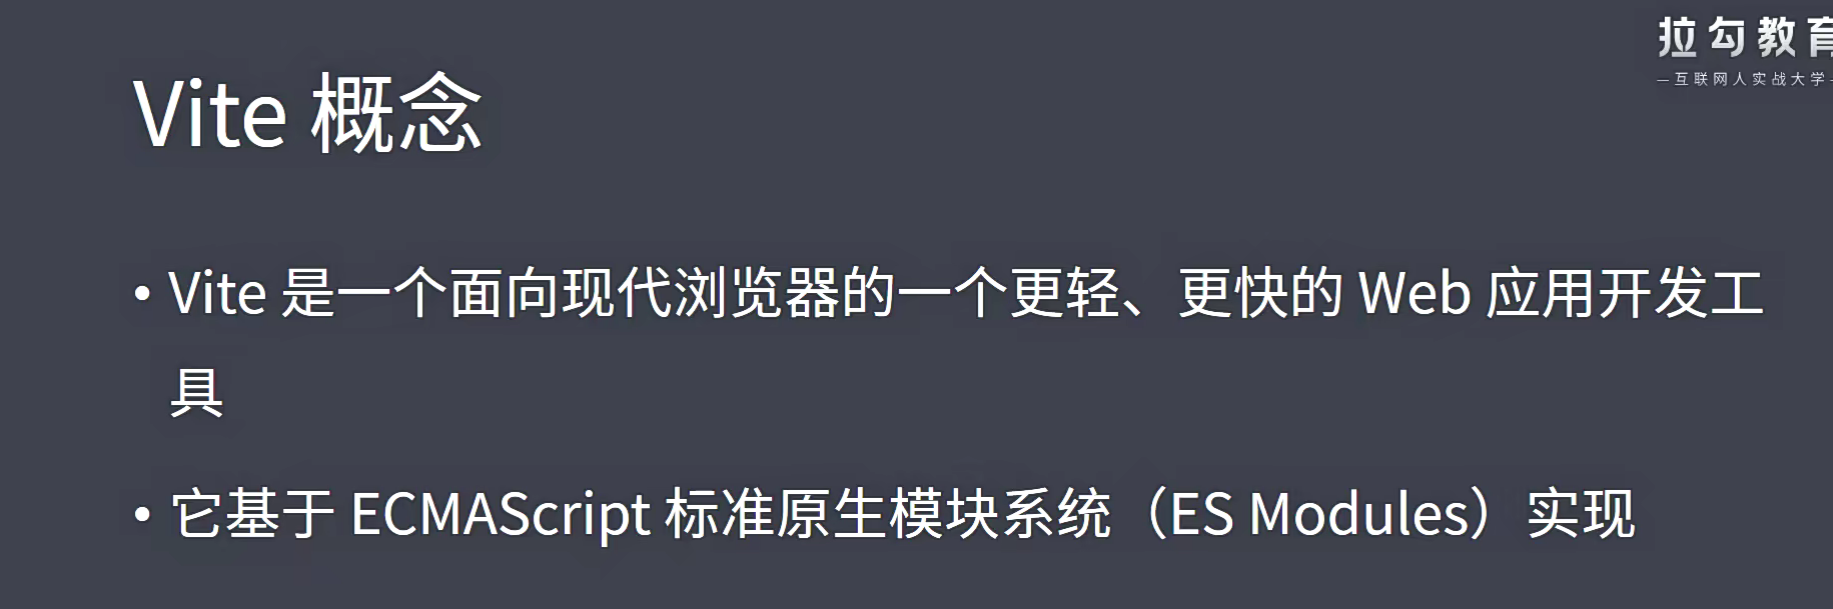 拉勾教育
—互联网人实战大学-
Vite 概念
• Vite 是一个面向现代浏览器的一个更轻、更快的 Web 应用开发工
具
• 它基于 ECMAScript 标准原生模块系统（ES Modules）实现